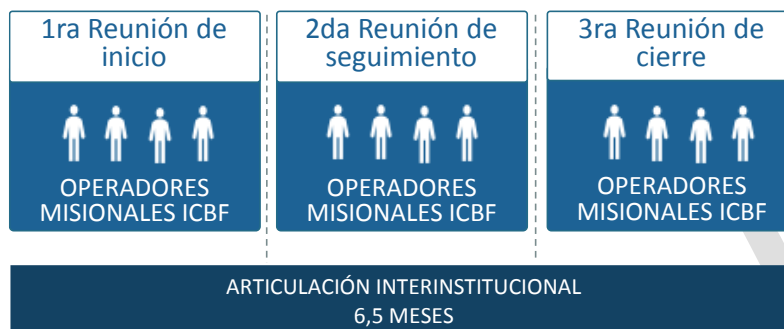 1ra Reunión de
inicio
OPERADORES
MISIONALES ICBF
2da Reunión de
seguimiento
OPERADORES
MISIONALES ICBF
3ra Reunión de
cierre
OPERADORES
MISIONALES ICBF
ARTICULACIÓN INTERINSTITUCIONAL
6,5 MESES